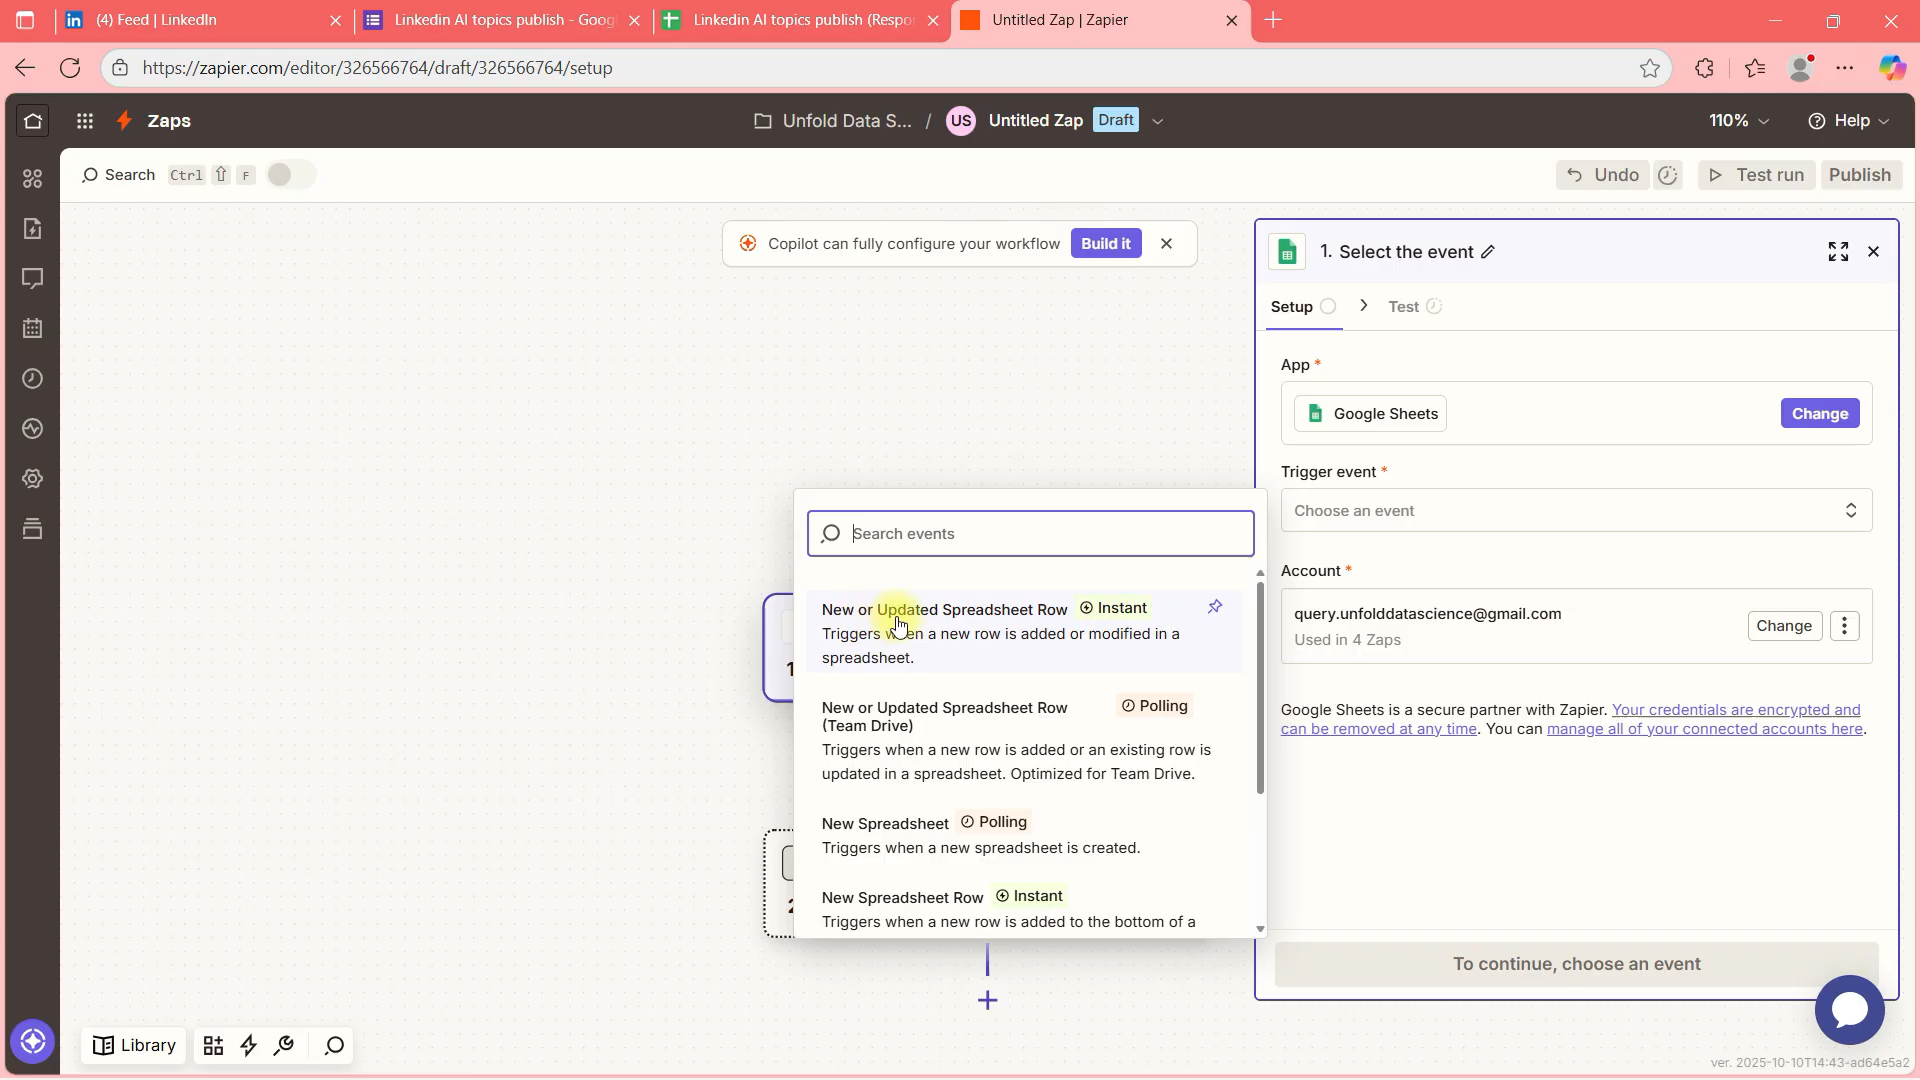 (4) Feed | LinkedIn
Linkedin AI topics publish - Goog
Linkedin AI topics publish (Respo
Untitled Zap | Zapier
https://zapier.com/editor/326566764/draft/326566764/setup
Zaps
Unfold Data S... / US Untitled Zap Draft
110%
Help
Search Ctrl F
Undo
Test run
Publish
Copilot can fully configure your workflow Build it
1. Select the event
Setup
Test
App *
Google Sheets
Change
Trigger event *
Choose an event
Search events
New or Updated Spreadsheet Row Instant
Triggers when a new row is added or modified in a
spreadsheet.
New or Updated Spreadsheet Row Polling
(Team Drive)
Triggers when a new row is added or an existing row is
updated in a spreadsheet. Optimized for Team Drive.
New Spreadsheet Polling
Triggers when a new spreadsheet is created.
New Spreadsheet Row Instant
Triggers when a new row is added to the bottom of a
Account *
query.unfolddatascience@gmail.com
Used in 4 Zaps
Change
Google Sheets is a secure partner with Zapier. Your credentials are encrypted and
can be removed at any time. You can manage all of your connected accounts here.
To continue, choose an event
Library
ver. 2025-10-10T14:43-ad64e5a2